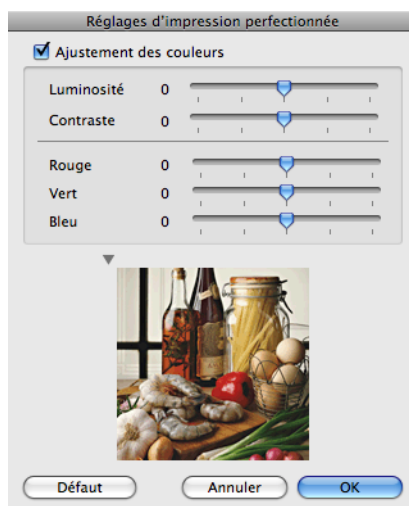 Réglages d'impression perfectionnée
Ajustement des couleurs
Luminosité 0
Contraste 0
Rouge 0
Vert 0
Bleu 0
Défaut Annuler OK